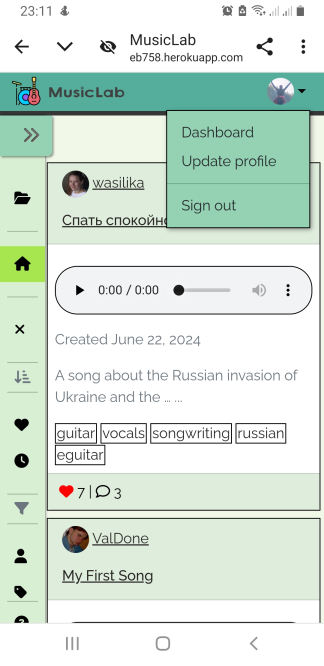 23:11
MusicLab
eb758.herokuapp.com
MusicLab
Dashboard
Update profile
Sign out
wasilika
Спать спокойно
0:00 / 0:00
Created June 22, 2024
A song about the Russian invasion of
Ukraine and the … ...
guitar vocals songwriting russian
eguitar
7 | 3
ValDone
My First Song